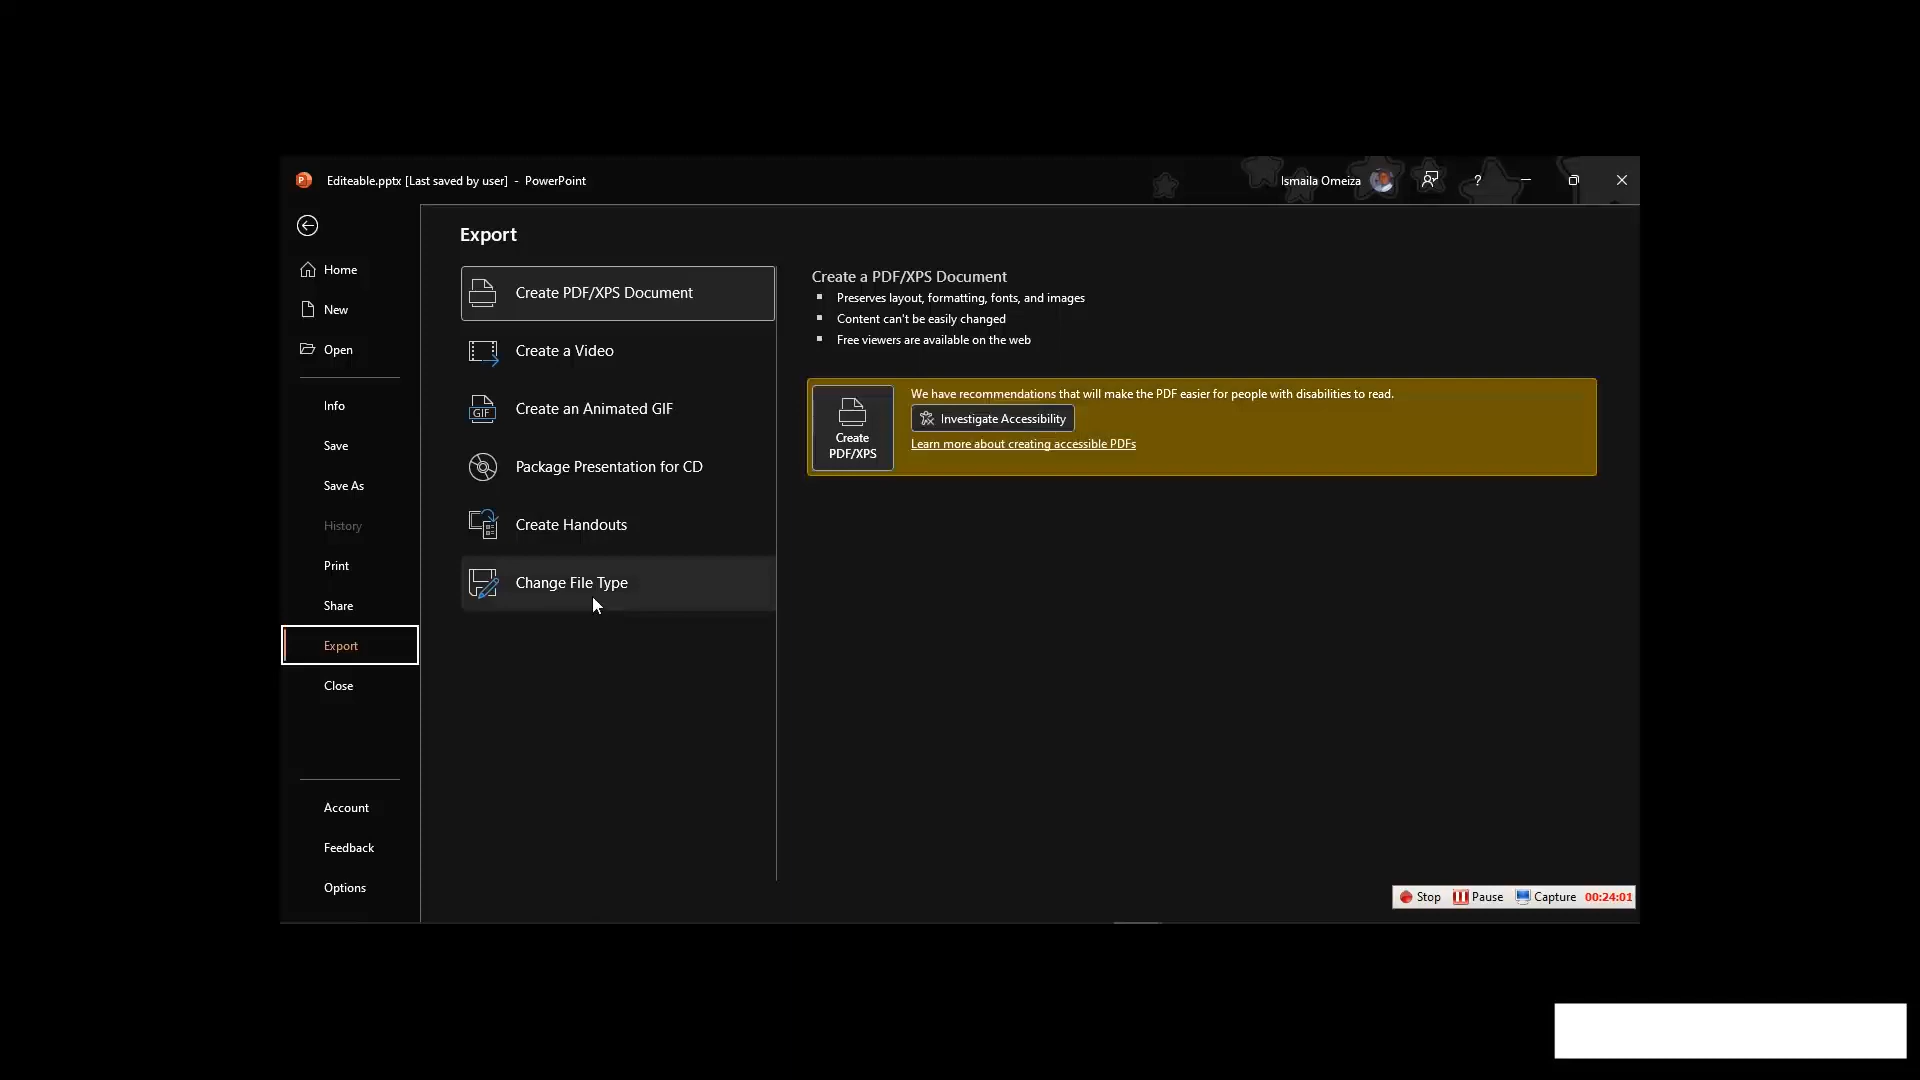 Editeable.pptx [Last saved by user] - PowerPoint
Ismaila Omeiza
?
Home
New
Open
Info
Save
Save As
History
Print
Share
Export
Close
Account
Feedback
Options
Export
Create PDF/XPS Document
Create a Video
GIF
Create an Animated GIF
Package Presentation for CD
Create Handouts
Change File Type
Create a PDF/XPS Document
Preserves layout, formatting, fonts, and images
Content can't be easily changed
Free viewers are available on the web
Create
PDF/XPS
We have recommendations that will make the PDF easier for people with disabilities to read.
Investigate Accessibility
Learn more about creating accessible PDFs
Stop Pause Capture 00:24:01